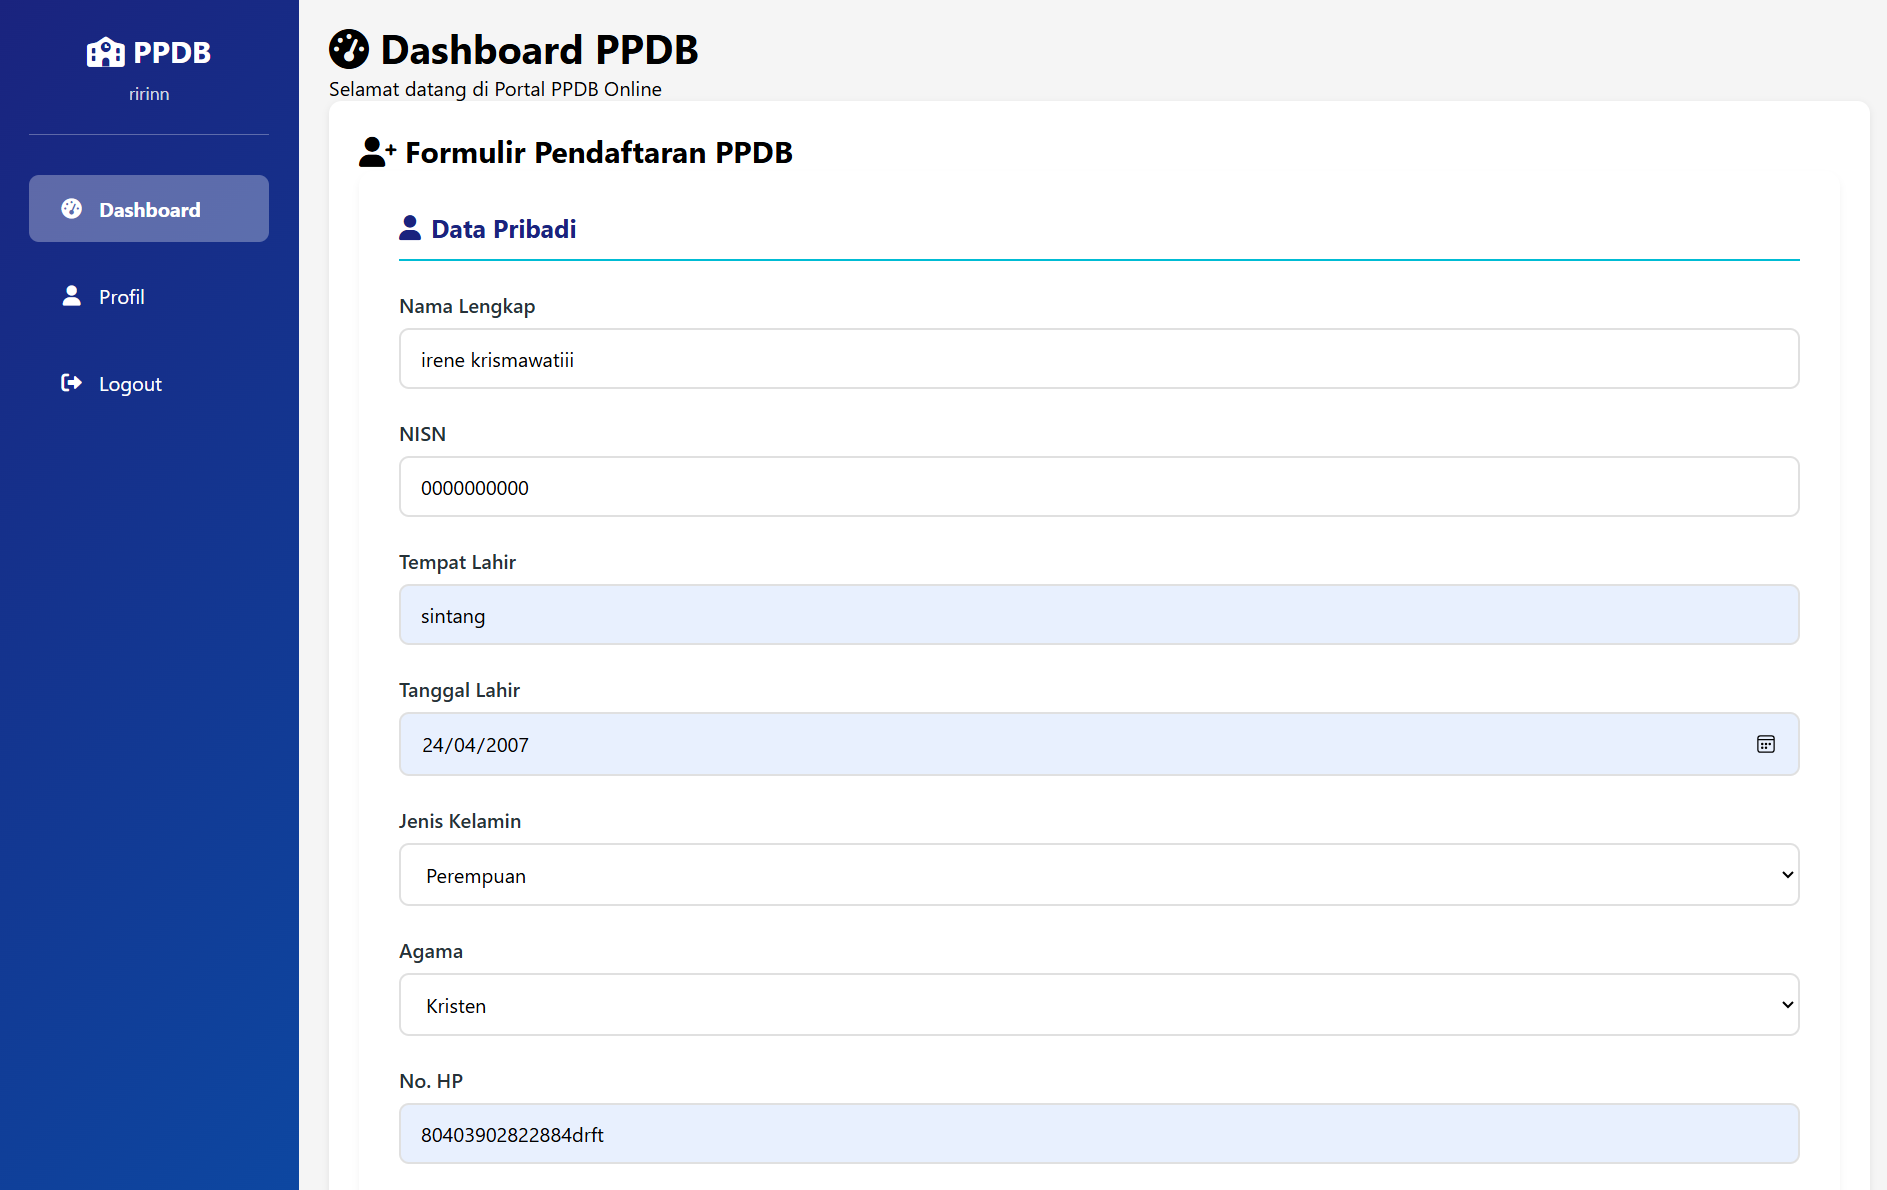 PPDB
ririnn
Dashboard
Profil
Logout
Dashboard PPDB
Selamat datang di Portal PPDB Online
Formulir Pendaftaran PPDB
Data Pribadi
Nama Lengkap
irene krismawatiii
NISN
0000000000
Tempat Lahir
sintang
Tanggal Lahir
24/04/2007
Jenis Kelamin
Perempuan
Agama
Kristen
No. HP
80403902822884drft